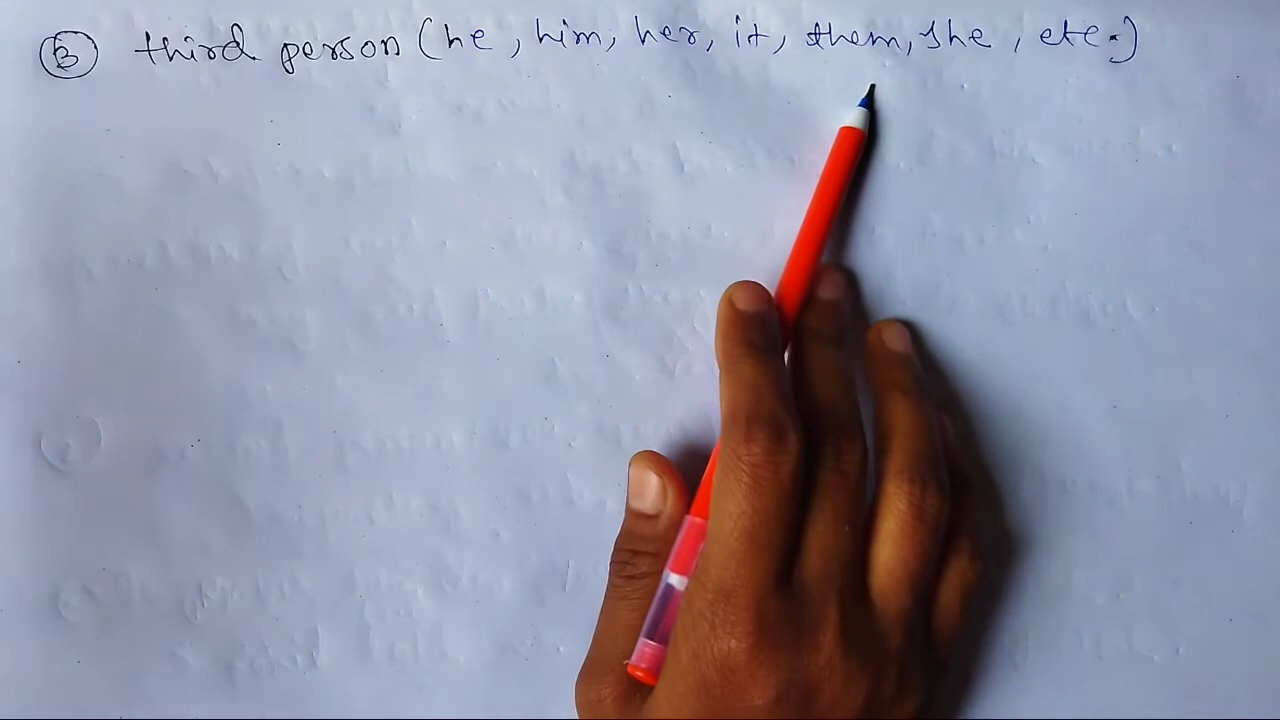 ③ third person (he, him, her, it, them, she, etc.)